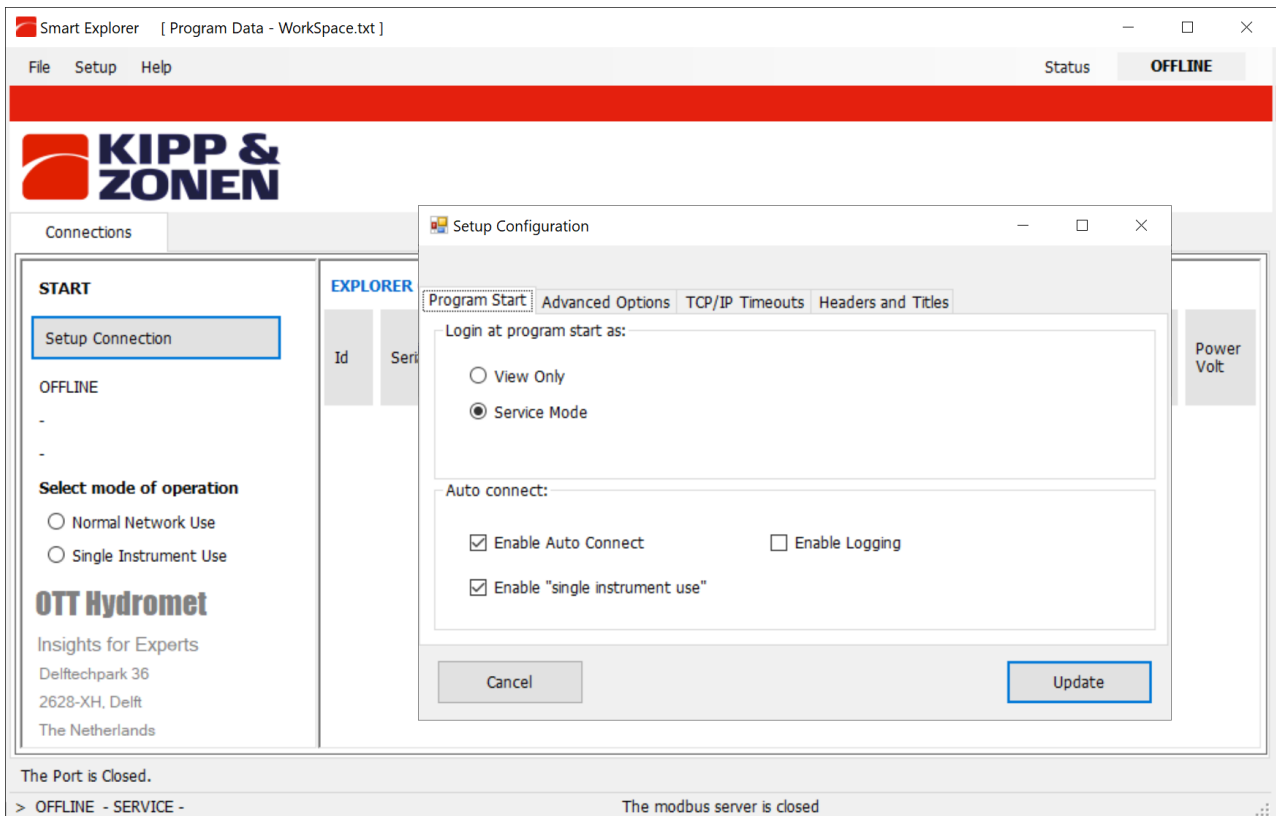 Smart Explorer [ Program Data - WorkSpace.txt ]
File Setup Help Status OFFLINE
KIPP &
ZONEN
Connections
START
Setup Connection
OFFLINE
-
-
Select mode of operation
Normal Network Use
Single Instrument Use
OTT Hydromet
Insights for Experts
Delftechpark 36
2628-XH, Delft
The Netherlands
EXPLORER
Id
Power
Volt
Setup Configuration
Program Start Advanced Options TCP/IP Timeouts Headers and Titles
Login at program start as:
View Only
Service Mode
Auto connect:
Enable Auto Connect Enable Logging
Enable "single instrument use"
Cancel Update
The Port is Closed.
> OFFLINE - SERVICE - The modbus server is closed